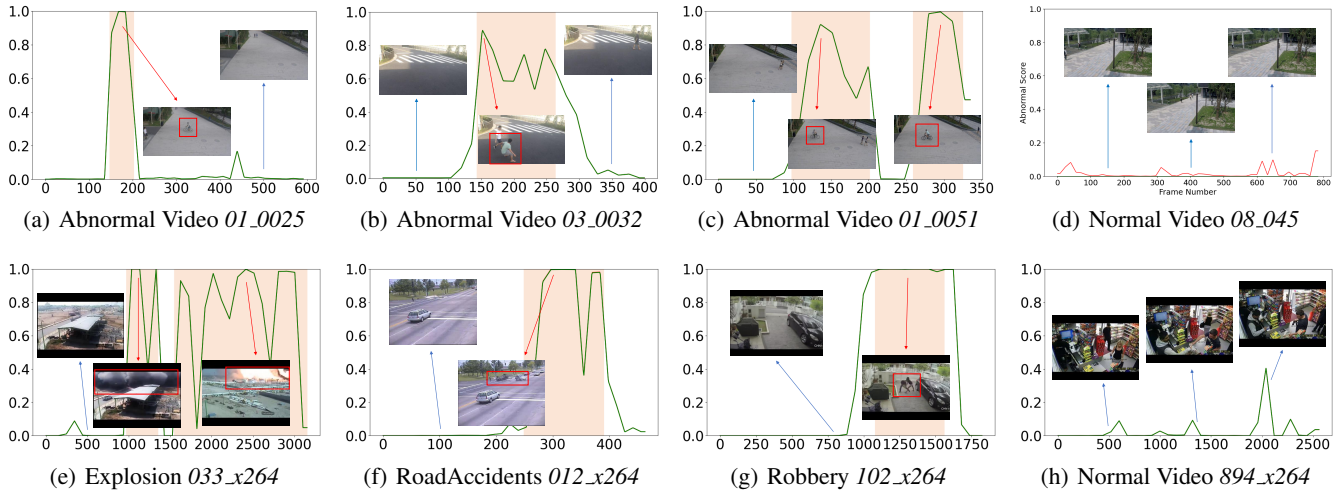 1.0
0.8
0.6
0.4
0.2
0.0
0 100 200 300 400 500 600
(a) Abnormal Video 01_0025
1.0
0.8
0.6
0.4
0.2
0.0
0 50 100 150 200 250 300 350 400
(b) Abnormal Video 03_0032
1.0
0.8
0.6
0.4
0.2
0.0
0 50 100 150 200 250 300 350
(c) Abnormal Video 01_0051
1.0
0.8
0.6
0.4
0.2
0.0
Abnormal Score
0 100 200 300 400 500 600 700 800
Frame Number
(d) Normal Video 08_045
1.0
0.8
0.6
0.4
0.2
0.0
0 500 1000 1500 2000 2500 3000
(e) Explosion 033_x264
1.0
0.8
0.6
0.4
0.2
0.0
0 100 200 300 400
(f) RoadAccidents 012_x264
1.0
0.8
0.6
0.4
0.2
0.0
0 250 500 750 1000 1250 1500 1750
(g) Robbery 102_x264
1.0
0.8
0.6
0.4
0.2
0.0
0 500 1000 1500 2000 2500
(h) Normal Video 894_x264